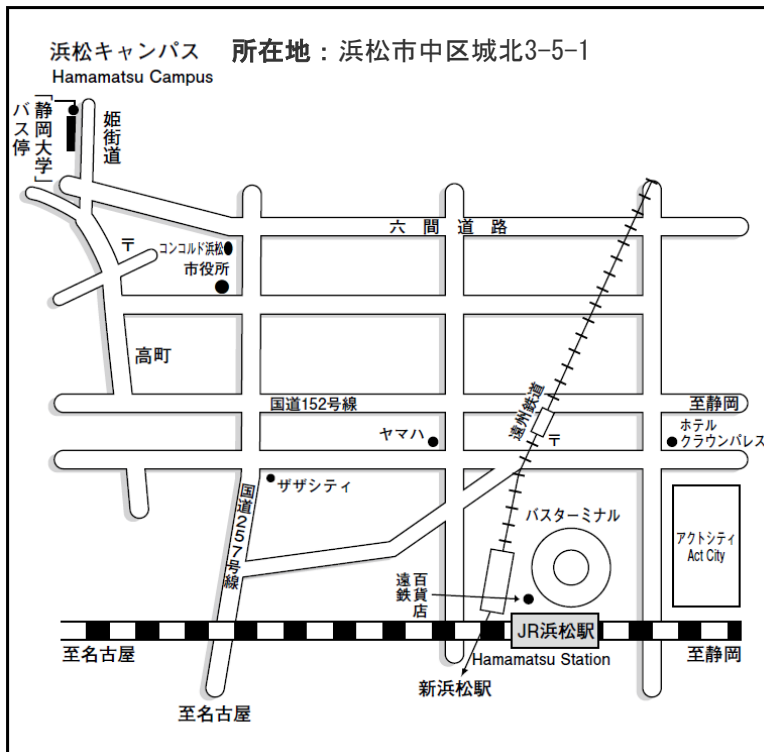 浜松キャンパス 所在地：浜松市中区城北3-5-1
Hamamatsu Campus
「静岡大学」
バス停
姫街道
六間道路
〒
コンコルド浜松
市役所
高町
国道152号線
至静岡
遠州鉄道
ヤマハ
〒
ホテル
クラウンパレス
ザザシティ
国道257号線
バスターミナル
アクトシティ
Act City
遠鉄
百貨店
JR浜松駅
至名古屋
Hamamatsu Station
至静岡
新浜松駅
至名古屋